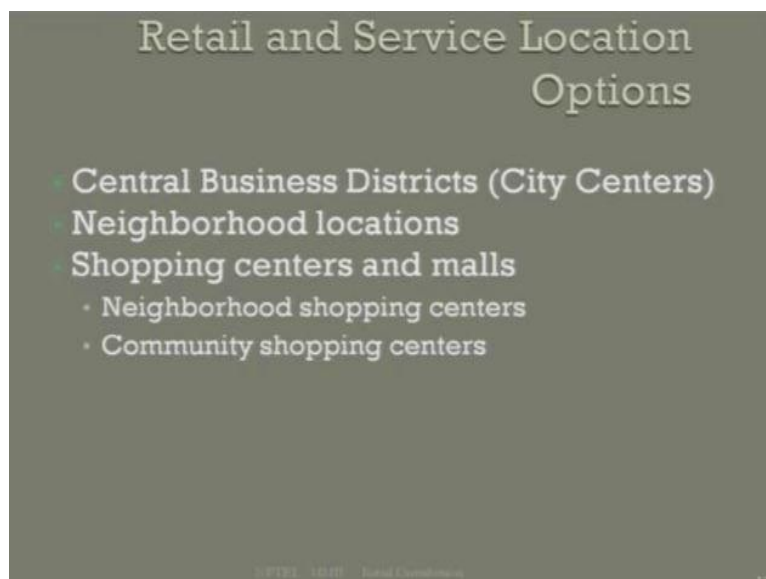 Retail and Service Location
Options
Central Business Districts (City Centers)
Neighborhood locations
Shopping centers and malls
Neighborhood shopping centers
Community shopping centers